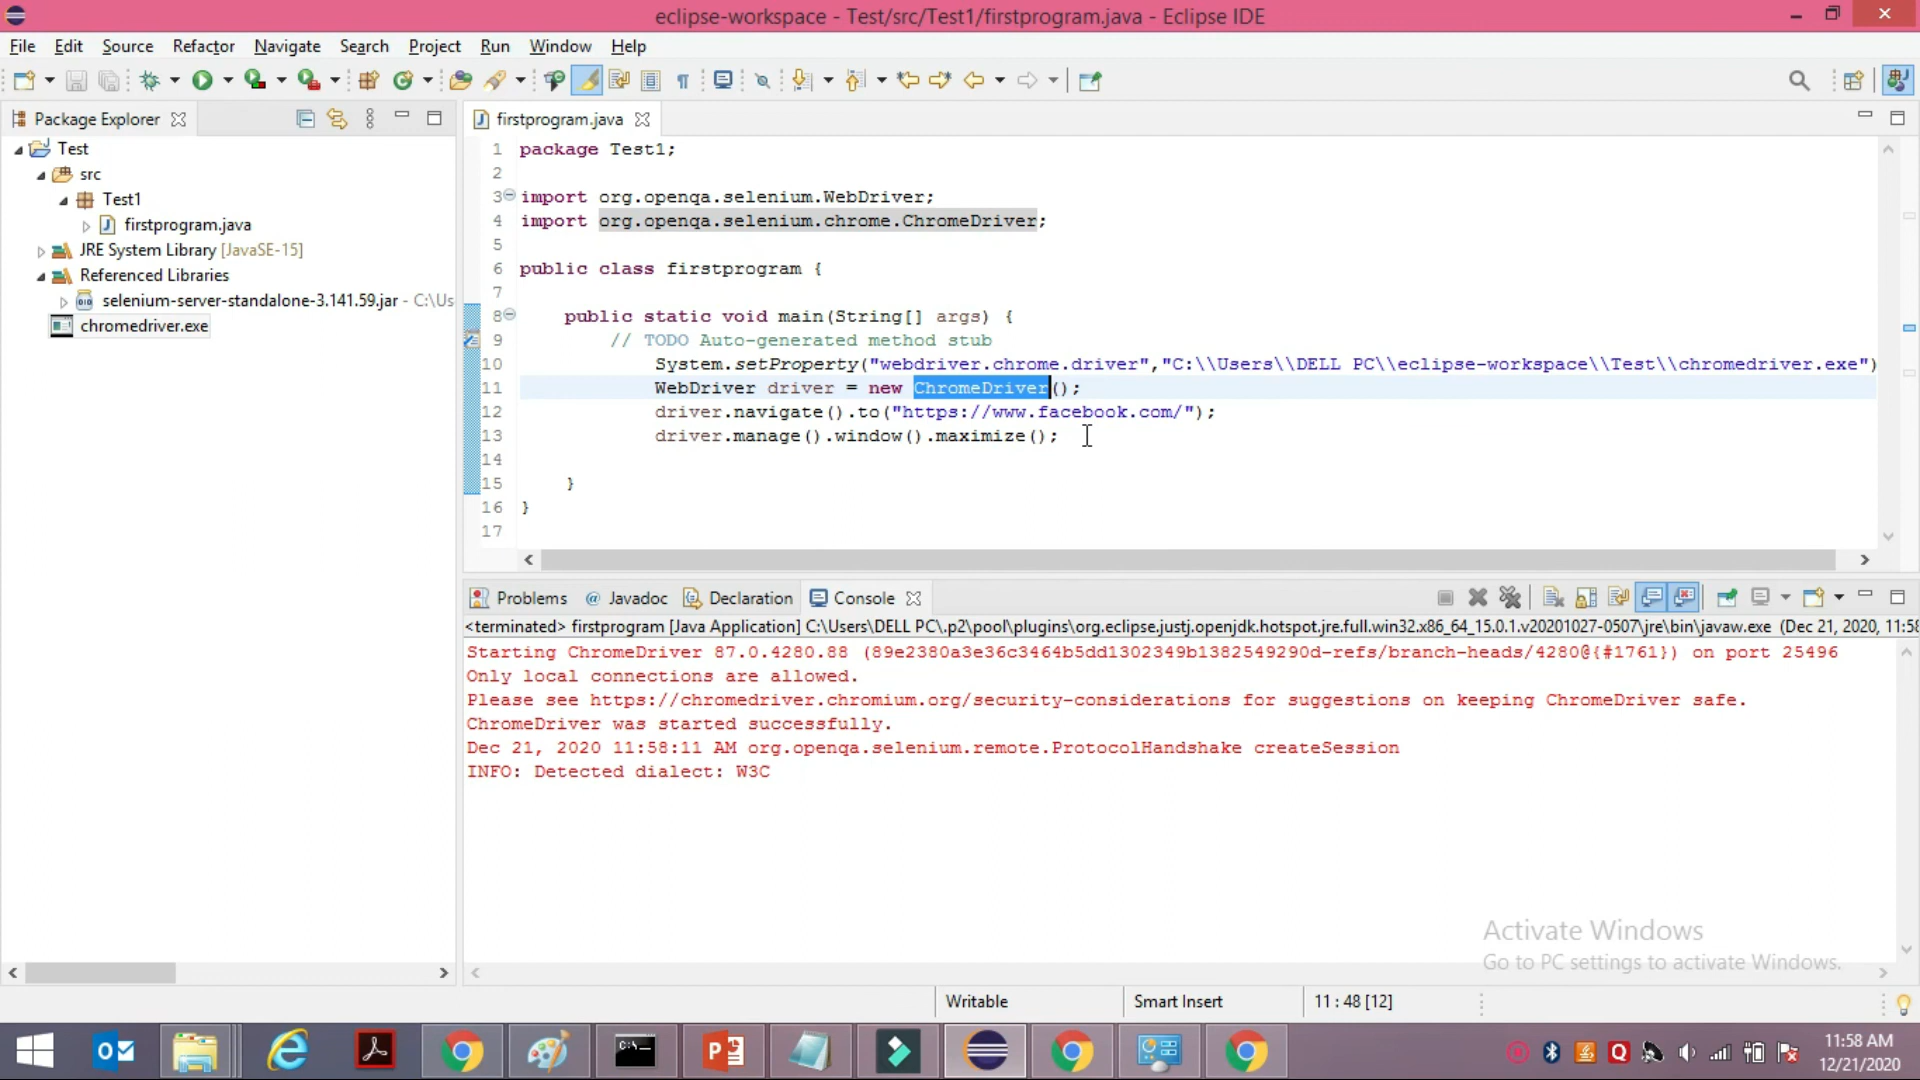 eclipse-workspace - Test/src/Test1/firstprogram.java - Eclipse IDE
File Edit Source Refactor Navigate Search Project Run Window Help
Package Explorer
firstprogram.java
Test
src
Test1
firstprogram.java
JRE System Library [JavaSE-15]
Referenced Libraries
selenium-server-standalone-3.141.59.jar - C:\Us
chromedriver.exe
1 package Test1;
2
3 import org.openqa.selenium.WebDriver;
4 import org.openqa.selenium.chrome.ChromeDriver;
5
6 public class firstprogram {
7
8 public static void main(String[] args) {
9 // TODO Auto-generated method stub
10 System.setProperty("webdriver.chrome.driver","C:\\Users\\DELL PC\\eclipse-workspace\\Test\\chromedriver.exe")
11 WebDriver driver = new ChromeDriver();
12 driver.navigate().to("https://www.facebook.com/");
13 driver.manage().window().maximize();
14
15 }
16 }
17
Problems @ Javadoc Declaration Console
<terminated> firstprogram [Java Application] C:\Users\DELL PC\.p2\pool\plugins\org.eclipse.justj.openjdk.hotspot.jre.full.win32.x86_64_15.0.1.v20201027-0507\jre\bin\javaw.exe (Dec 21, 2020, 11:58
Starting ChromeDriver 87.0.4280.88 (89e2380a3e36c3464b5dd1302349b1382549290d-refs/branch-heads/4280@{#1761}) on port 25496
Only local connections are allowed.
Please see https://chromedriver.chromium.org/security-considerations for suggestions on keeping ChromeDriver safe.
ChromeDriver was started successfully.
Dec 21, 2020 11:58:11 AM org.openqa.selenium.remote.ProtocolHandshake createSession
INFO: Detected dialect: W3C
Activate Windows
Go to PC settings to activate Windows.
Writable Smart Insert 11 : 48 [12]
11:58 AM
12/21/2020